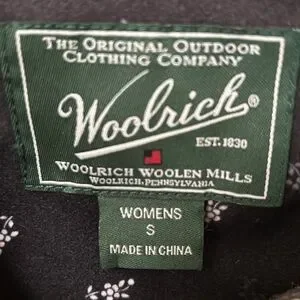 THE ORIGINAL OUTDOOR
CLOTHING COMPANY
Woolrich®
EST. 1830
WOOLRICH WOOLEN MILLS
WOOLRICH, PENNSYLVANIA
WOMENS
S
MADE IN CHINA